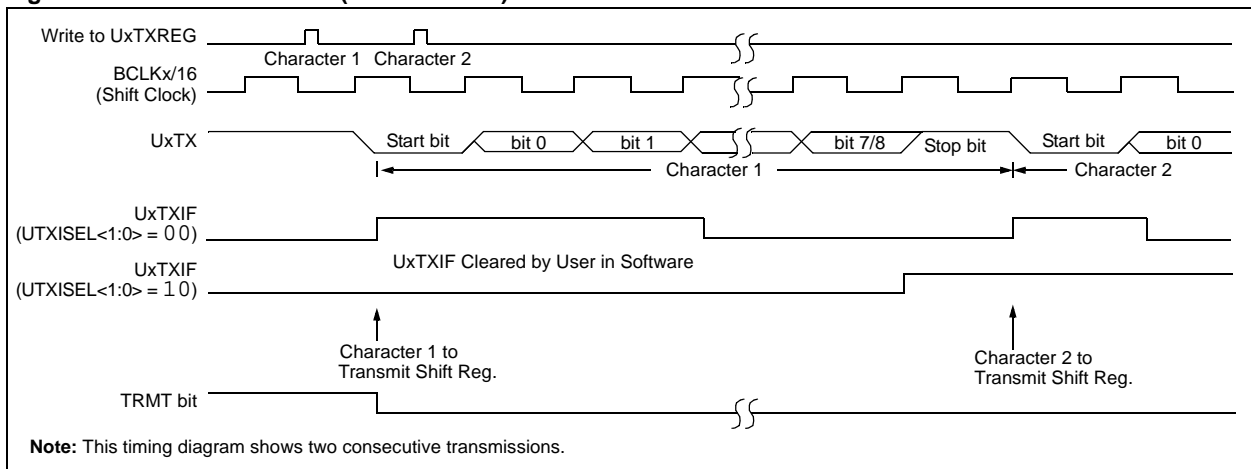 Write to UxTXREG
Character 1 Character 2
BCLKx/16
(Shift Clock)
UxTX
Start bit bit 0 bit 1 bit 7/8 Stop bit Start bit bit 0
Character 1 Character 2
UxTXIF
(UTXISEL<1:0> = 00)
UxTXIF Cleared by User in Software
UxTXIF
(UTXISEL<1:0> = 10)
Character 1 to
Transmit Shift Reg.
Character 2 to
Transmit Shift Reg.
TRMT bit
Note: This timing diagram shows two consecutive transmissions.